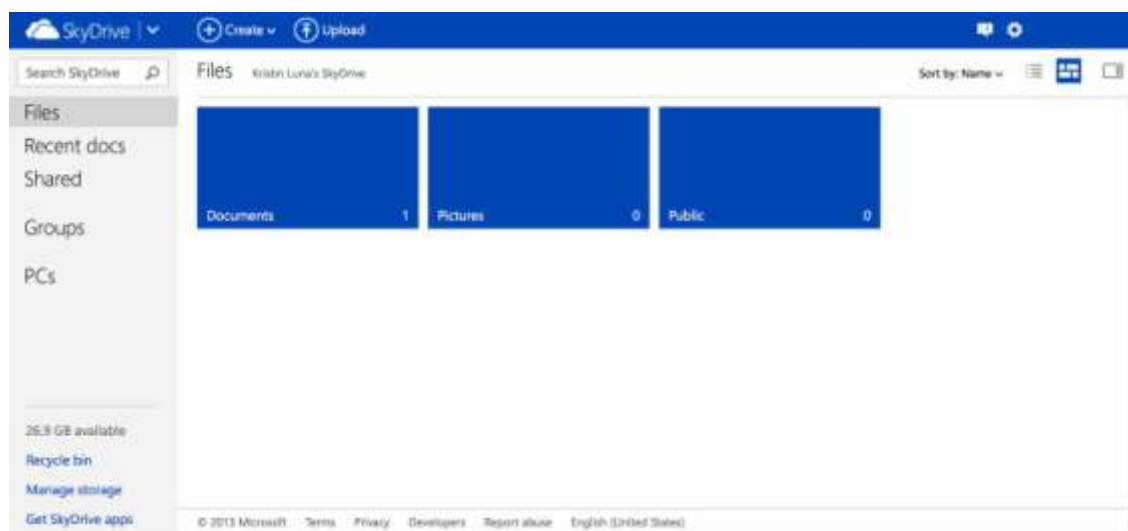 SkyDrive
Create
Upload
Search SkyDrive
Files
Kristin Luna's SkyDrive
Sort by: Name
Files
Recent docs
Shared
Groups
PCs
Documents 1
Pictures 0
Public 0
26.9 GB available
Recycle bin
Manage storage
Get SkyDrive apps
© 2013 Microsoft Terms Privacy Developers Report abuse English (United States)